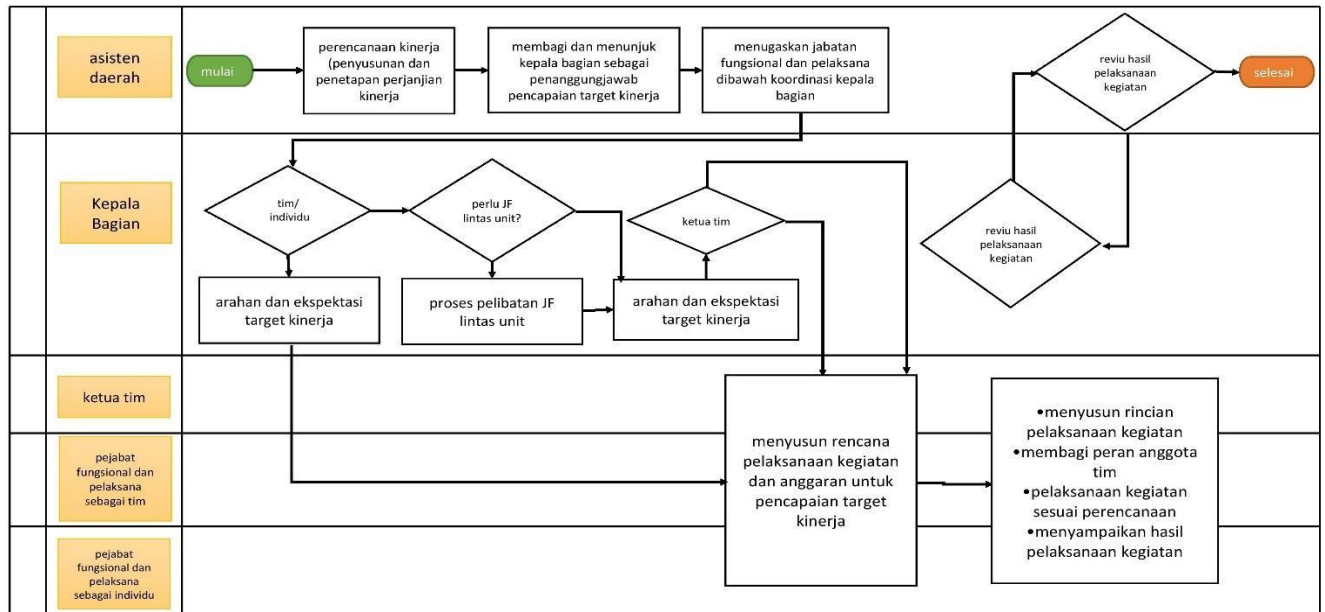 asisten
daerah
mulai
perencanaan kinerja
(penyusunan dan
penetapan perjanjian
kinerja
membagi dan menunjuk
kepala bagian sebagai
penanggungjawab
pencapaian target kinerja
menugaskan jabatan
fungsional dan pelaksana
dibawah koordinasi kepala
bagian
reviu hasil
pelaksanaan
kegiatan
selesai
Kepala
Bagian
tim/
individu
perlu JF
lintas unit?
ketua tim
reviu hasil
pelaksanaan
kegiatan
arahan dan ekspektasi
target kinerja
proses pelibatan JF
lintas unit
arahan dan ekspektasi
target kinerja
ketua tim
pejabat
fungsional dan
pelaksana
sebagai tim
pejabat
fungsional dan
pelaksana
sebagai individu
menyusun rencana
pelaksanaan kegiatan
dan anggaran untuk
pencapaian target
kinerja
•menyusun rincian
pelaksanaan kegiatan
•membagi peran anggota
tim
•pelaksanaan kegiatan
sesuai perencanaan
•menyampaikan hasil
pelaksanaan kegiatan